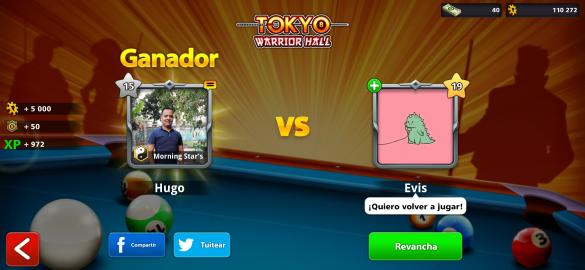 TOKYO
WARRIOR HALL
40
110 272
Ganador
15
19
+ 5 000
+ 50
XP + 972
VS
Morning Star's
Hugo
Evis
¡Quiero volver a jugar!
f Compartir
Tuitear
Revancha